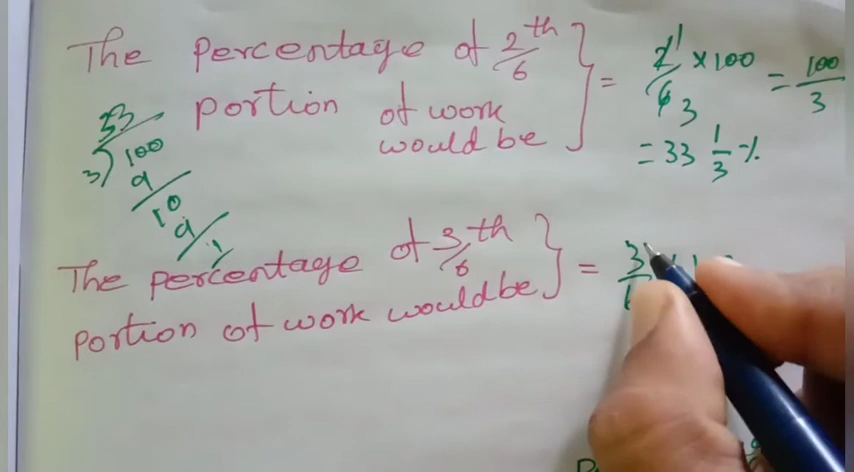 The percentage of 2/6 th } = 2/6 × 100 = 100/3
portion of work would be
= 33 1/3 %
33
3) 100
9
10
9
1
The percentage of 3/6 th } = 3
portion of work would be